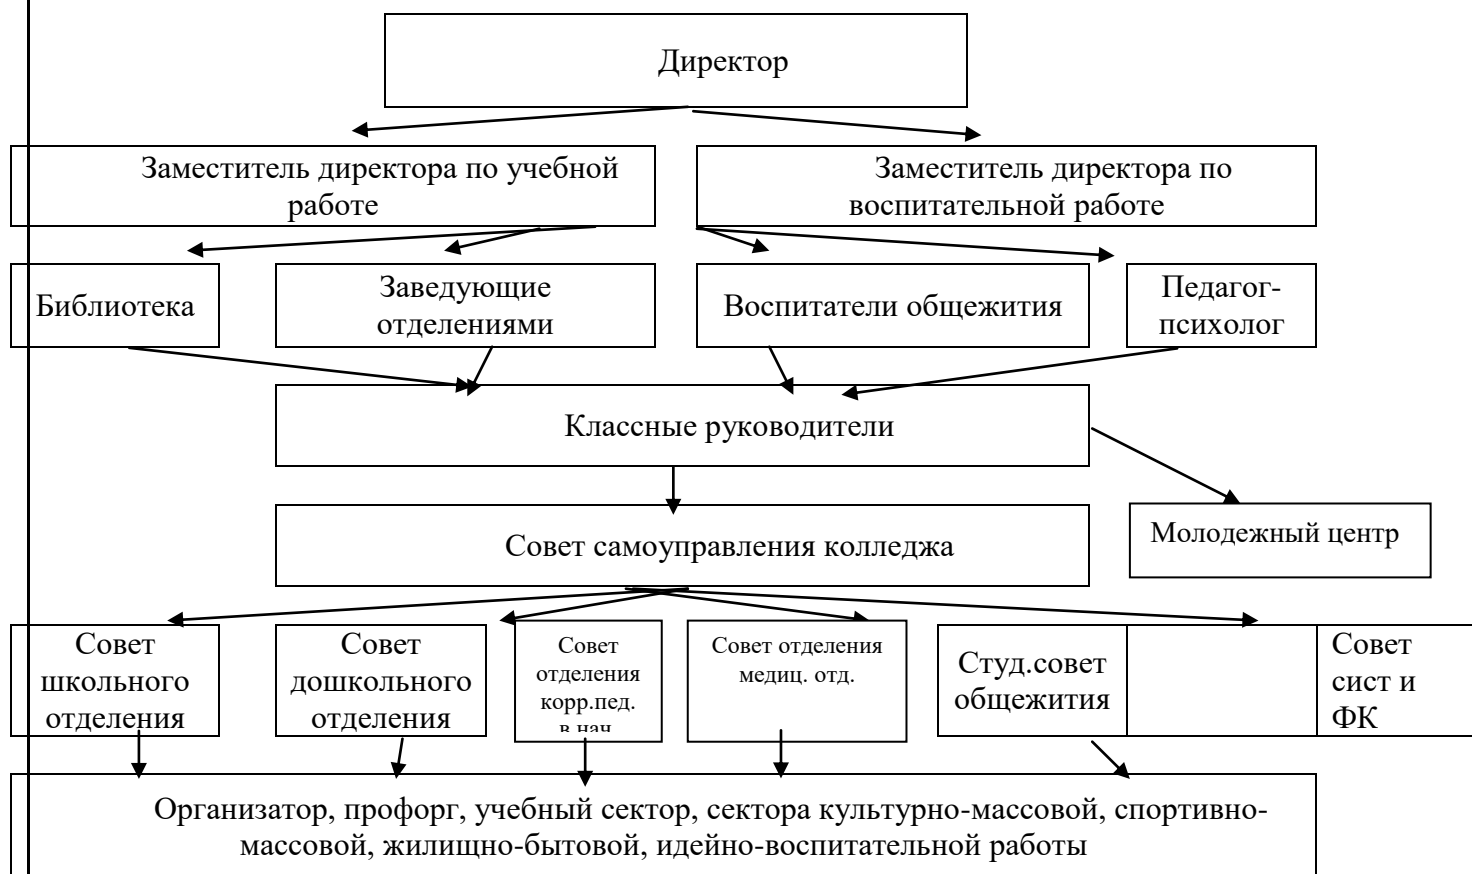 Директор
Заместитель директора по учебной
работе
Заместитель директора по
воспитательной работе
Библиотека
Заведующие
отделениями
Воспитатели общежития
Педагог-
психолог
Классные руководители
Молодежный центр
Совет самоуправления колледжа
Совет
школьного
отделения
Совет
дошкольного
отделения
Совет
отделения
корр.пед.
в нач
Совет отделения
медиц. отд.
Студ.совет
общежития
Совет
сист и
ФК
Организатор, профорг, учебный сектор, сектора культурно-массовой, спортивно-
массовой, жилищно-бытовой, идейно-воспитательной работы